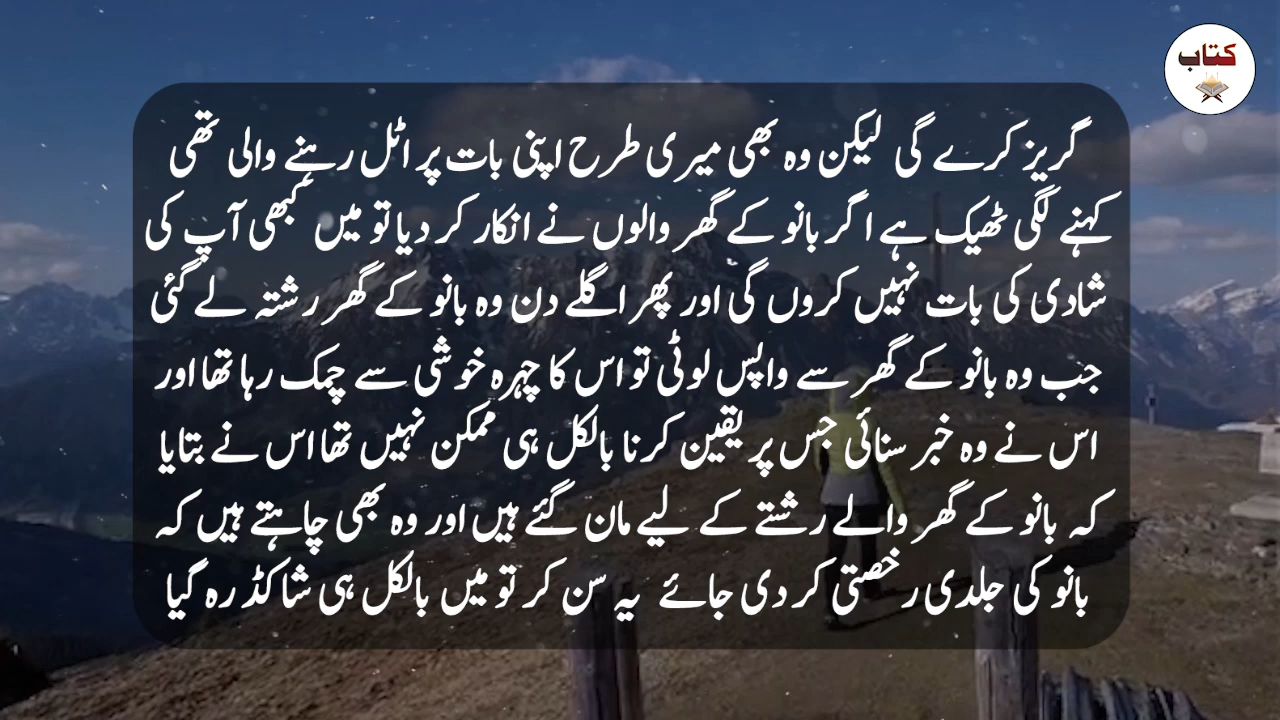 کتاب
گریز کرے گی لیکن وہ بھی میری طرح اپنی بات پر اٹل رہنے والی تھی
کہنے لگی ٹھیک ہے اگر بانو کے گھر والوں نے انکار کر دیا تو میں کبھی آپ کی
شادی کی بات نہیں کروں گی اور پھر اگلے دن وہ بانو کے گھر رشتہ لے گئی
جب وہ بانو کے گھر سے واپس لوٹی تو اس کا چہرہ خوشی سے چمک رہا تھا اور
اس نے وہ خبر سنائی جس پر یقین کرنا بالکل ہی ممکن نہیں تھا اس نے بتایا
کہ بانو کے گھر والے رشتے کے لیے مان گئے ہیں اور وہ بھی چاہتے ہیں کہ
بانو کی جلدی رخصتی کر دی جائے یہ سن کر تو میں بالکل ہی شاکڈ رہ گیا